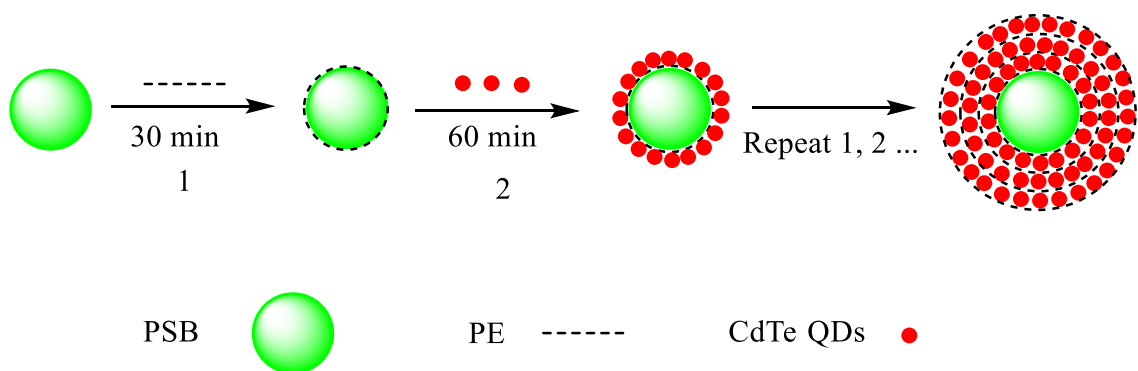 30 min
60 min
Repeat 1, 2 ...
1
2
PSB
PE
CdTe QDs